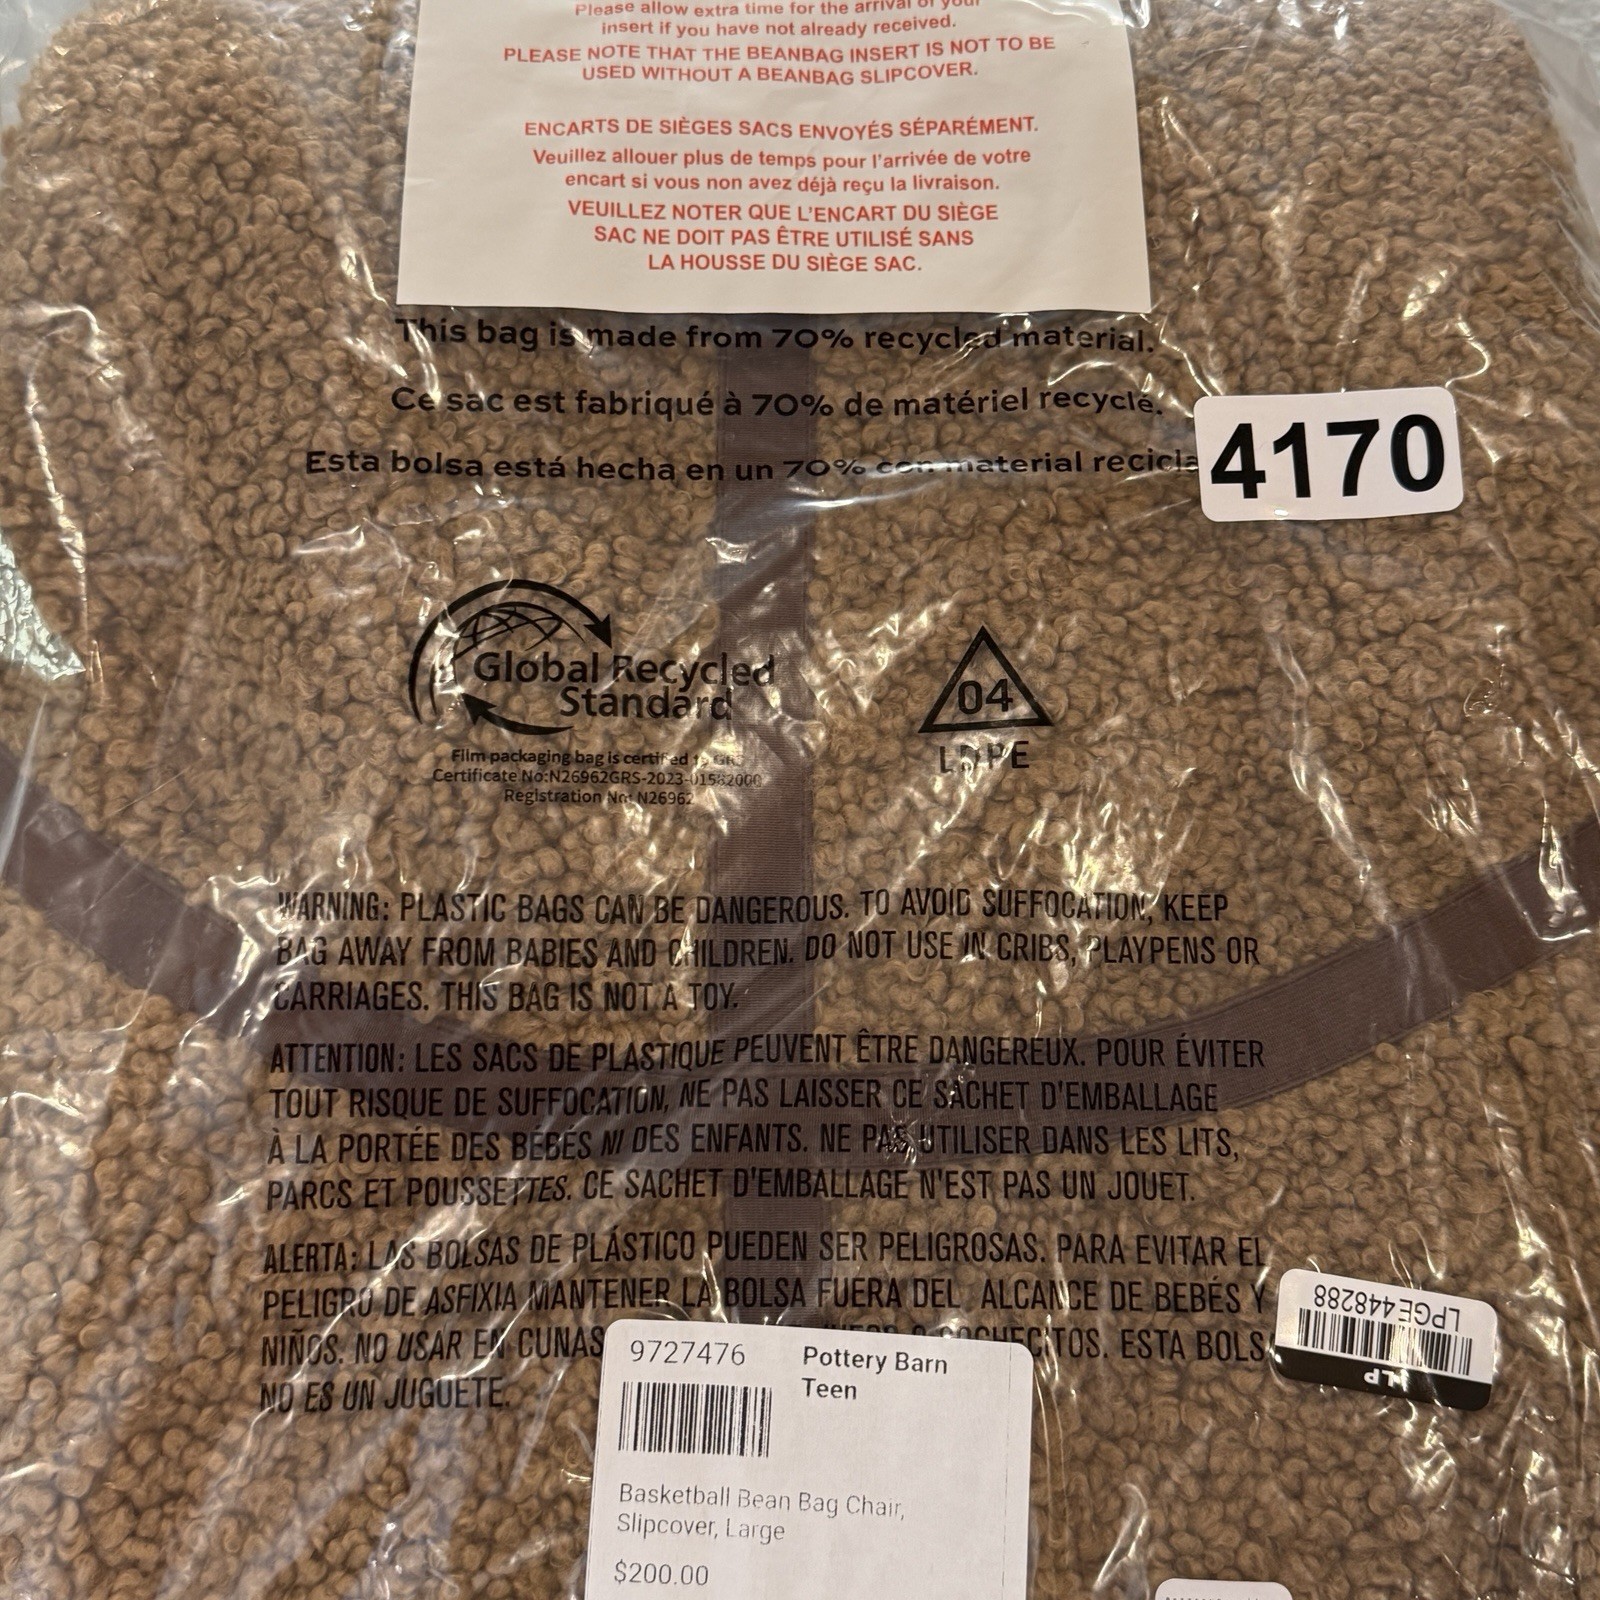 Please allow extra time for the arrival of your
insert if you have not already received.
PLEASE NOTE THAT THE BEANBAG INSERT IS NOT TO BE
USED WITHOUT A BEANBAG SLIPCOVER.
ENCARTS DE SIÈGES SACS ENVOYÉS SÉPARÉMENT.
Veuillez allouer plus de temps pour l'arrivée de votre
encart si vous non avez déjà reçu la livraison.
VEUILLEZ NOTER QUE L'ENCART DU SIÈGE
SAC NE DOIT PAS ÊTRE UTILISÉ SANS
LA HOUSSE DU SIÈGE SAC.
This bag is made from 70% recycled material.
Ce sac est fabriqué à 70% de matériel recyclé.
Esta bolsa está hecha en un 70% con material recicla
4170
Global Recycled
Standard
Film packaging bag is certified to GRS
Certificate No:N26962GRS-2023-01582000
Registration No: N26962
04
LDPE
WARNING: PLASTIC BAGS CAN BE DANGEROUS. TO AVOID SUFFOCATION, KEEP
BAG AWAY FROM BABIES AND CHILDREN. DO NOT USE IN CRIBS, PLAYPENS OR
CARRIAGES. THIS BAG IS NOT A TOY.
ATTENTION: LES SACS DE PLASTIQUE PEUVENT ÊTRE DANGEREUX. POUR ÉVITER
TOUT RISQUE DE SUFFOCATION, NE PAS LAISSER CE SACHET D'EMBALLAGE
À LA PORTÉE DES BÉBÉS NI DES ENFANTS. NE PAS UTILISER DANS LES LITS,
PARCS ET POUSSETTES. CE SACHET D'EMBALLAGE N'EST PAS UN JOUET.
ALERTA: LAS BOLSAS DE PLÁSTICO PUEDEN SER PELIGROSAS. PARA EVITAR EL
PELIGRO DE ASFIXIA MANTENER LA BOLSA FUERA DEL ALCANCE DE BEBÉS Y
NIÑOS. NO USAR EN CUNAS O COCHECITOS. ESTA BOLS
NO ES UN JUGUETE.
LPGE448288
LP
9727476
Pottery Barn
Teen
Basketball Bean Bag Chair,
Slipcover, Large
$200.00